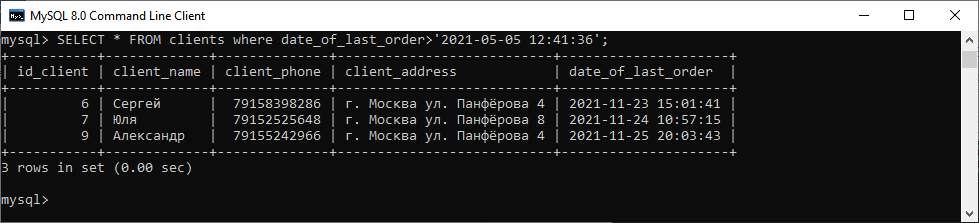 MySQL 8.0 Command Line Client
mysql> SELECT * FROM clients where date_of_last_order>'2021-05-05 12:41:36';
+-----------+-------------+--------------+--------------------------+---------------------+
| id_client | client_name | client_phone | client_address           | date_of_last_order  |
+-----------+-------------+--------------+--------------------------+---------------------+
|         6 | Сергей      |  79158398286 | г. Москва ул. Панфёрова 4 | 2021-11-23 15:01:41 |
|         7 | Юля         |  79152525648 | г. Москва ул. Панфёрова 8 | 2021-11-24 10:57:15 |
|         9 | Александр   |  79155242966 | г. Москва ул. Панфёрова 4 | 2021-11-25 20:03:43 |
+-----------+-------------+--------------+--------------------------+---------------------+
3 rows in set (0.00 sec)
mysql>